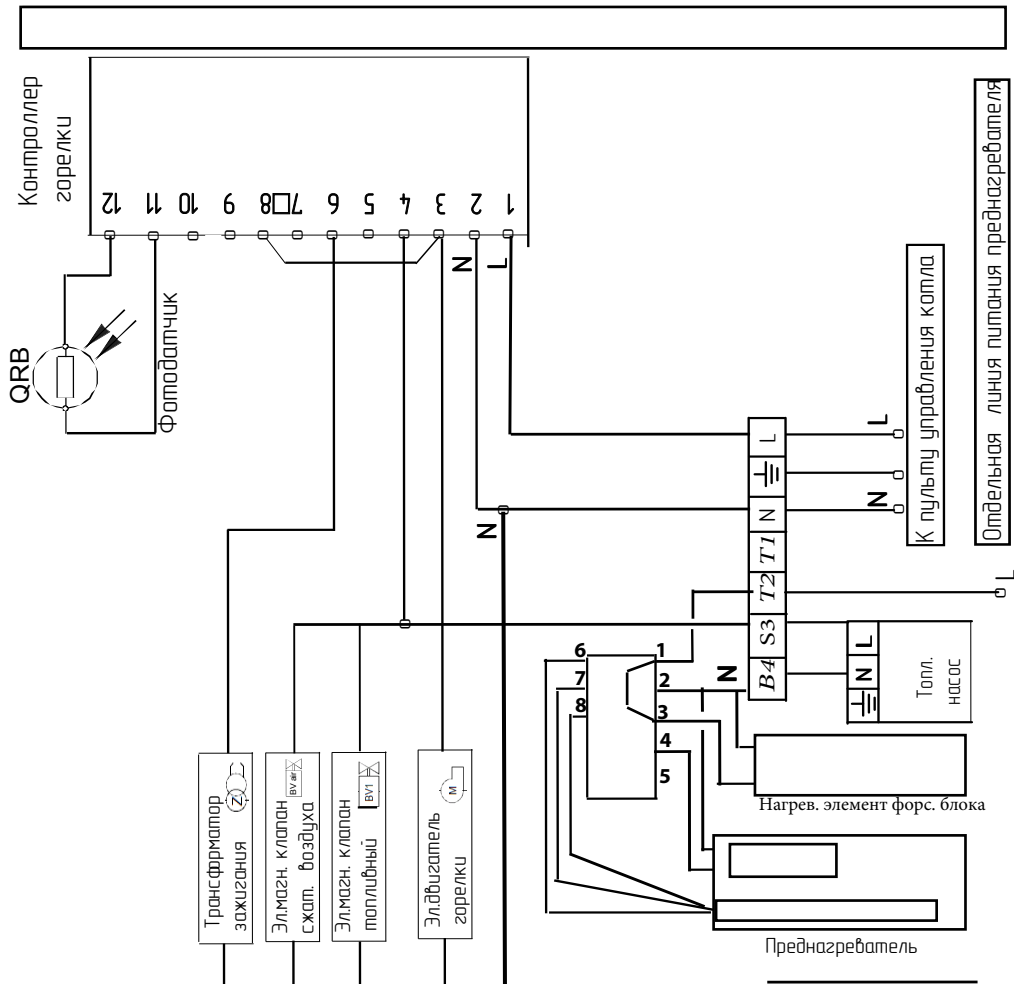 Контроллер
горелки
12 11 10 9 8 7 6 5 4 3 2 1
N L
QRB
Фотодатчик
К пульту управления котла
Отдельная линия питания преднагревателя
L
N
L
N
T1
T2
S3
B4
N
L
N
6
7
8
1
2
3
4
5
L
N
Топл.
насос
Нагрев. элемент форс. блока
Преднагреватель
Трансформатор
зажигания
Z
Эл.магн. клапан
сжат. воздуха
BV air
Эл.магн. клапан
топливный
BV1
Эл.двигатель
горелки
M